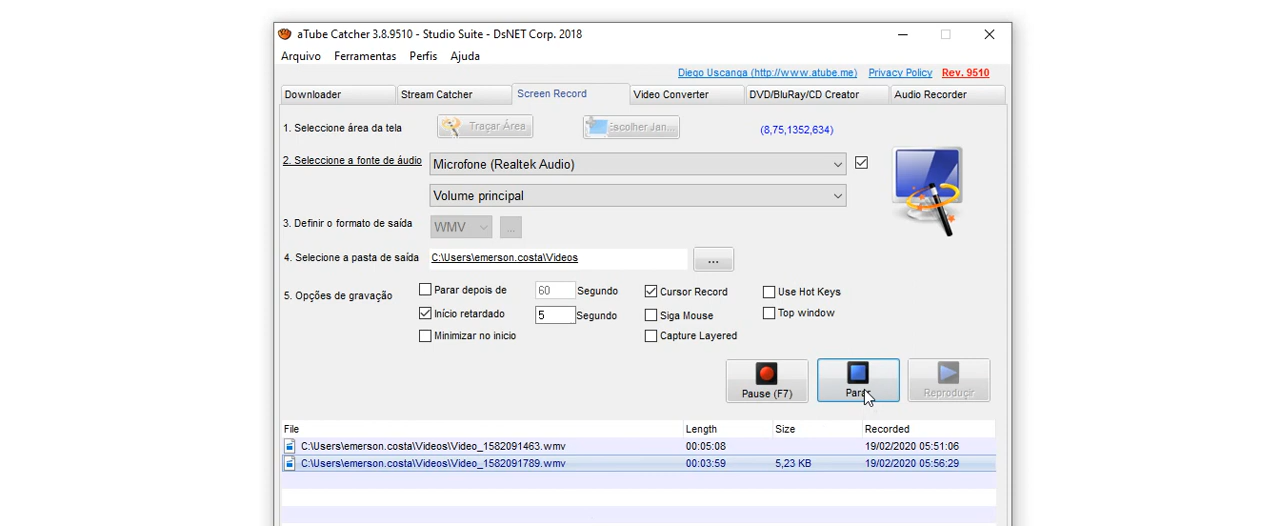 aTube Catcher 3.8.9510 - Studio Suite - DsNET Corp. 2018
Arquivo Ferramentas Perfis Ajuda
Diego Uscanga (http://www.atube.me) Privacy Policy Rev. 9510
Downloader Stream Catcher Screen Record Video Converter DVD/BluRay/CD Creator Audio Recorder
1. Seleccione área da tela Traçar Área Escolher Jan... (8,75,1352,634)
2. Seleccione a fonte de áudio Microfone (Realtek Audio)
Volume principal
3. Definir o formato de saída WMV ...
4. Selecione a pasta de saída C:\Users\emerson.costa\Videos ...
5. Opções de gravação Parar depois de 60 Segundo Cursor Record Use Hot Keys
Início retardado 5 Segundo Siga Mouse Top window
Minimizar no inicio Capture Layered
Pause (F7) Parar Reproduçir
File Length Size Recorded
C:\Users\emerson.costa\Videos\Video_1582091463.wmv 00:05:08 19/02/2020 05:51:06
C:\Users\emerson.costa\Videos\Video_1582091789.wmv 00:03:59 5,23 KB 19/02/2020 05:56:29